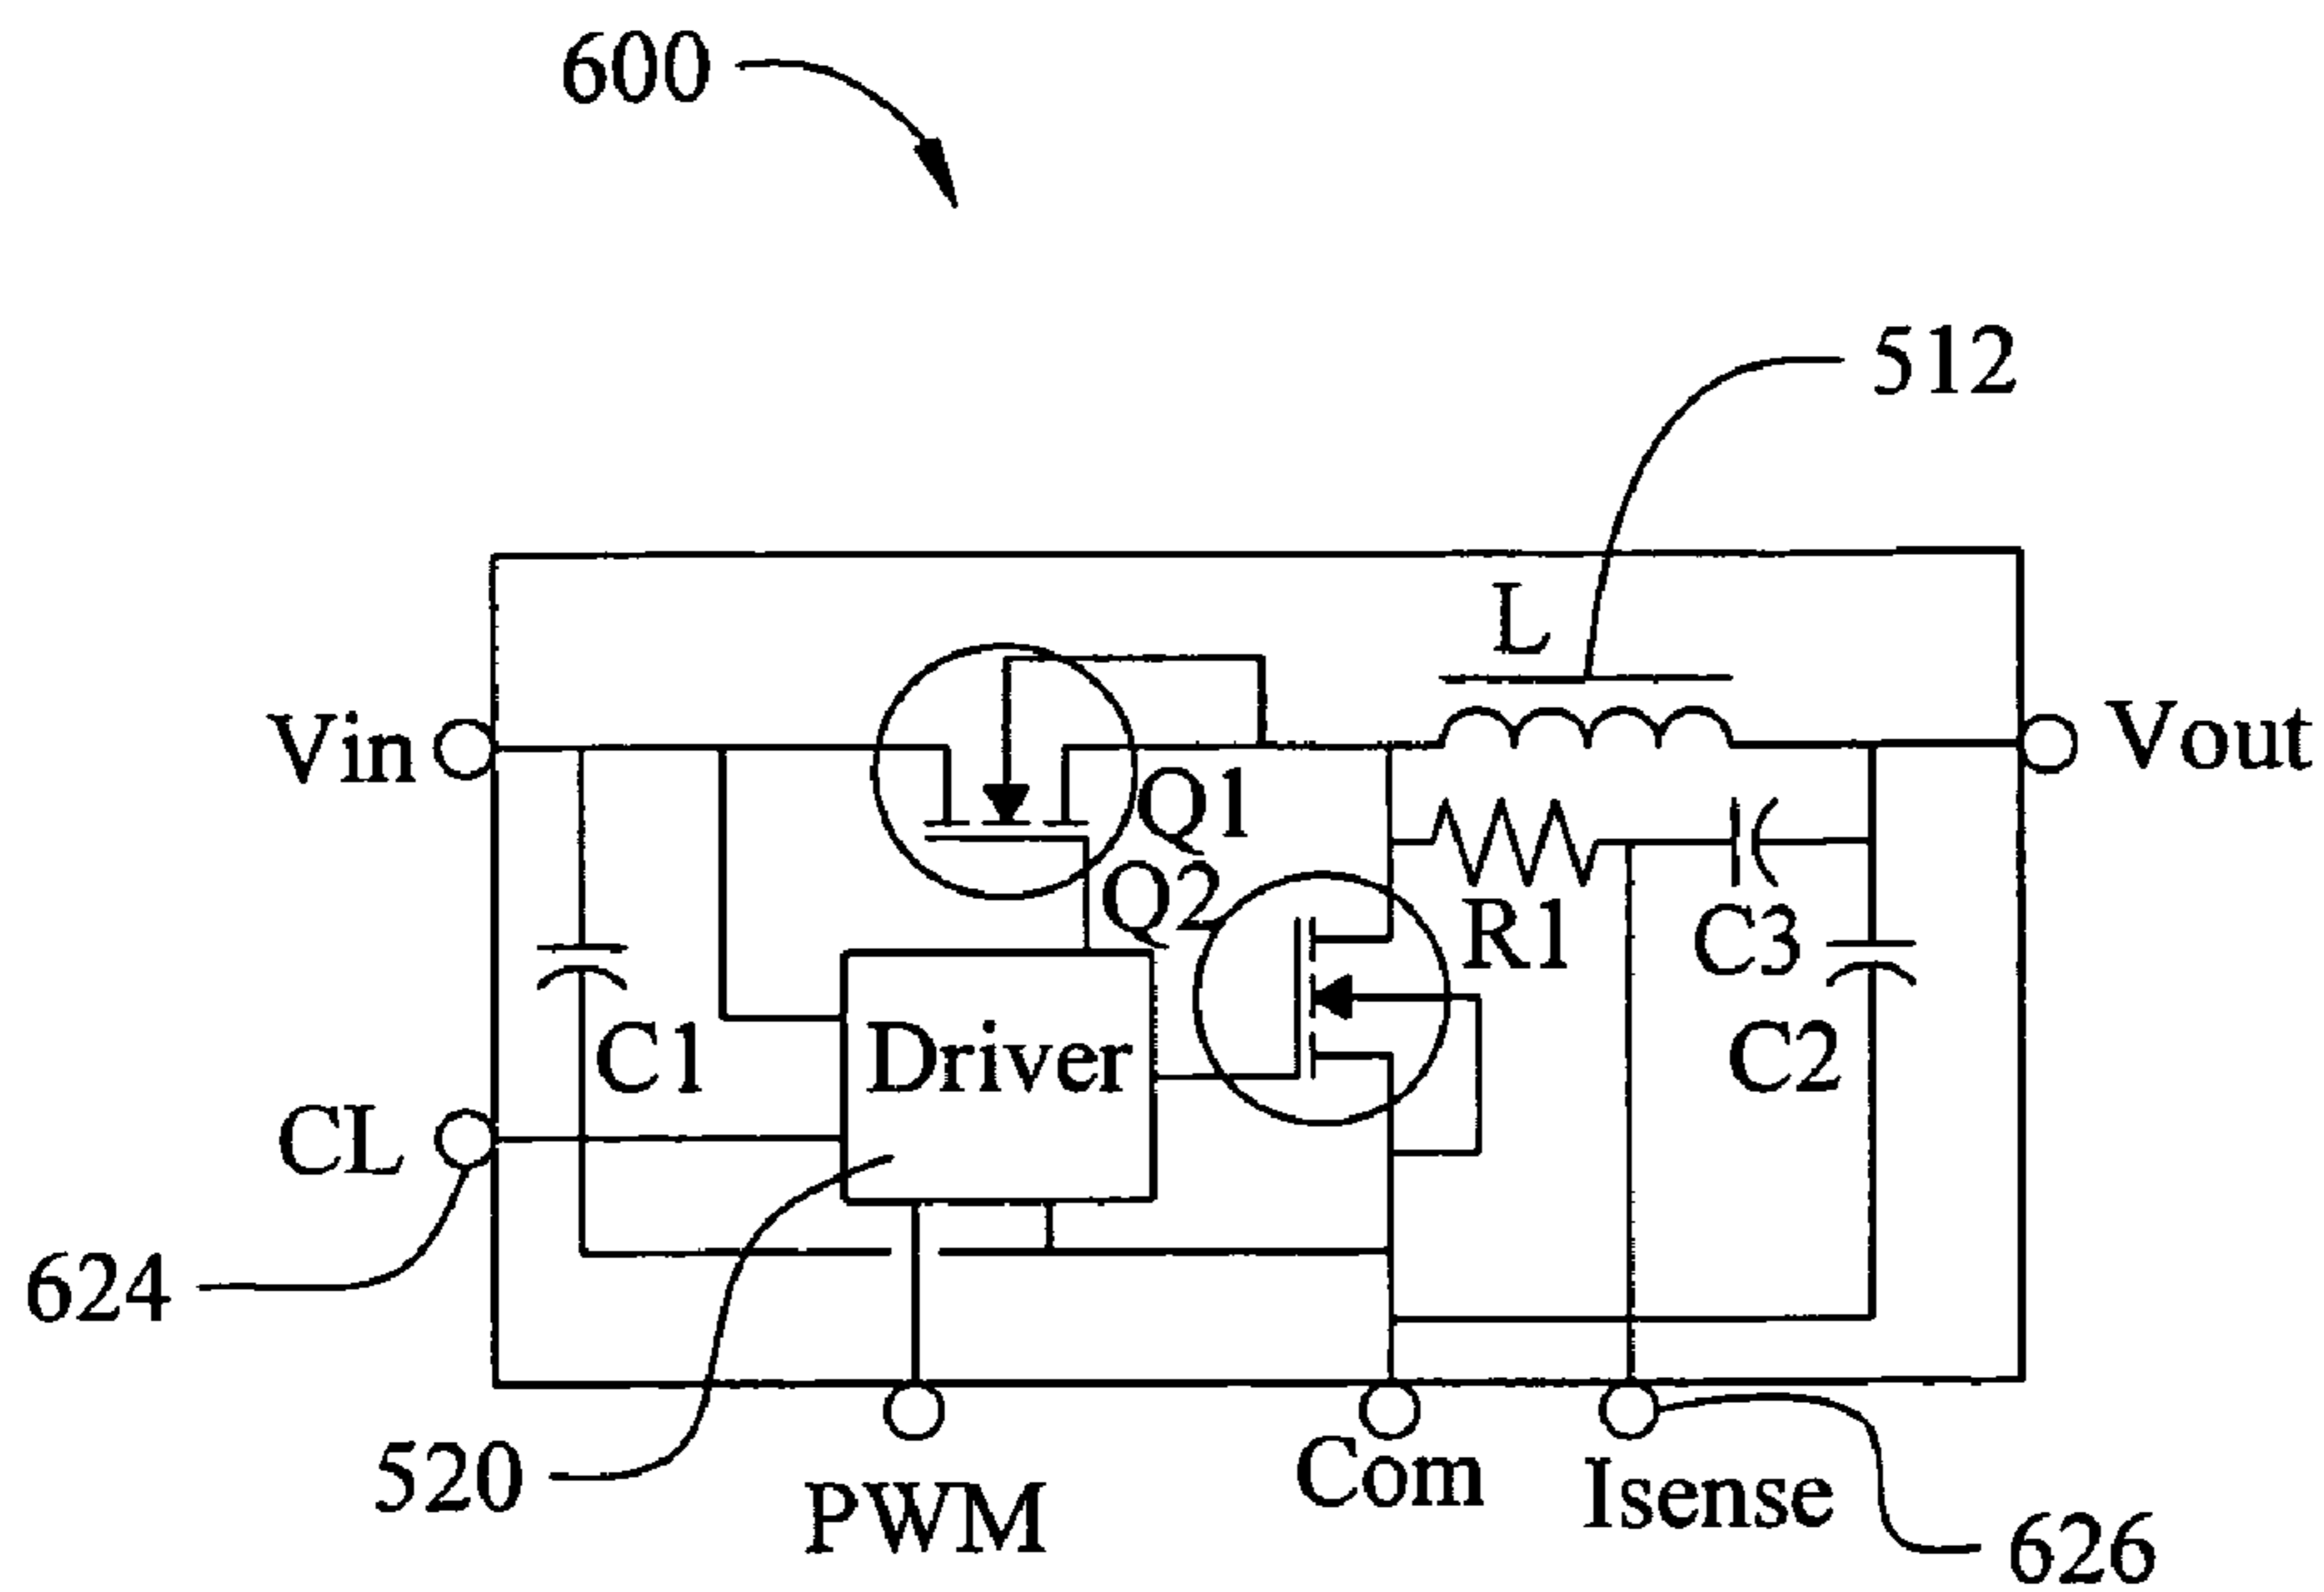 600
512
L
Vin
Vout
Q1
Q2
R1
C3
C1
Driver
C2
CL
624
520
PWM
Com
Isense
626